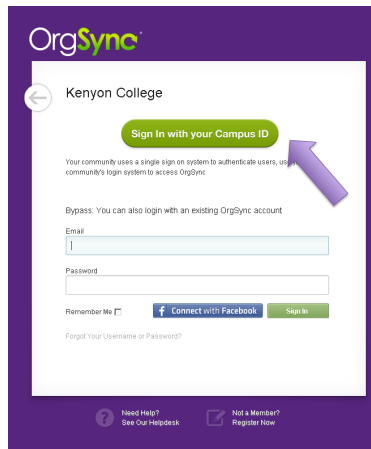 OrgSync
Kenyon College
Sign In with your Campus ID
Your community uses a single sign on system to authenticate users,
community's login system to access OrgSync
Bypass: You can also login with an existing OrgSync account
Email
Password
Remember Me
f Connect with Facebook
Sign In
Forgot Your Username or Password?
Need Help?
See Our Helpdesk
Not a Member?
Register Now